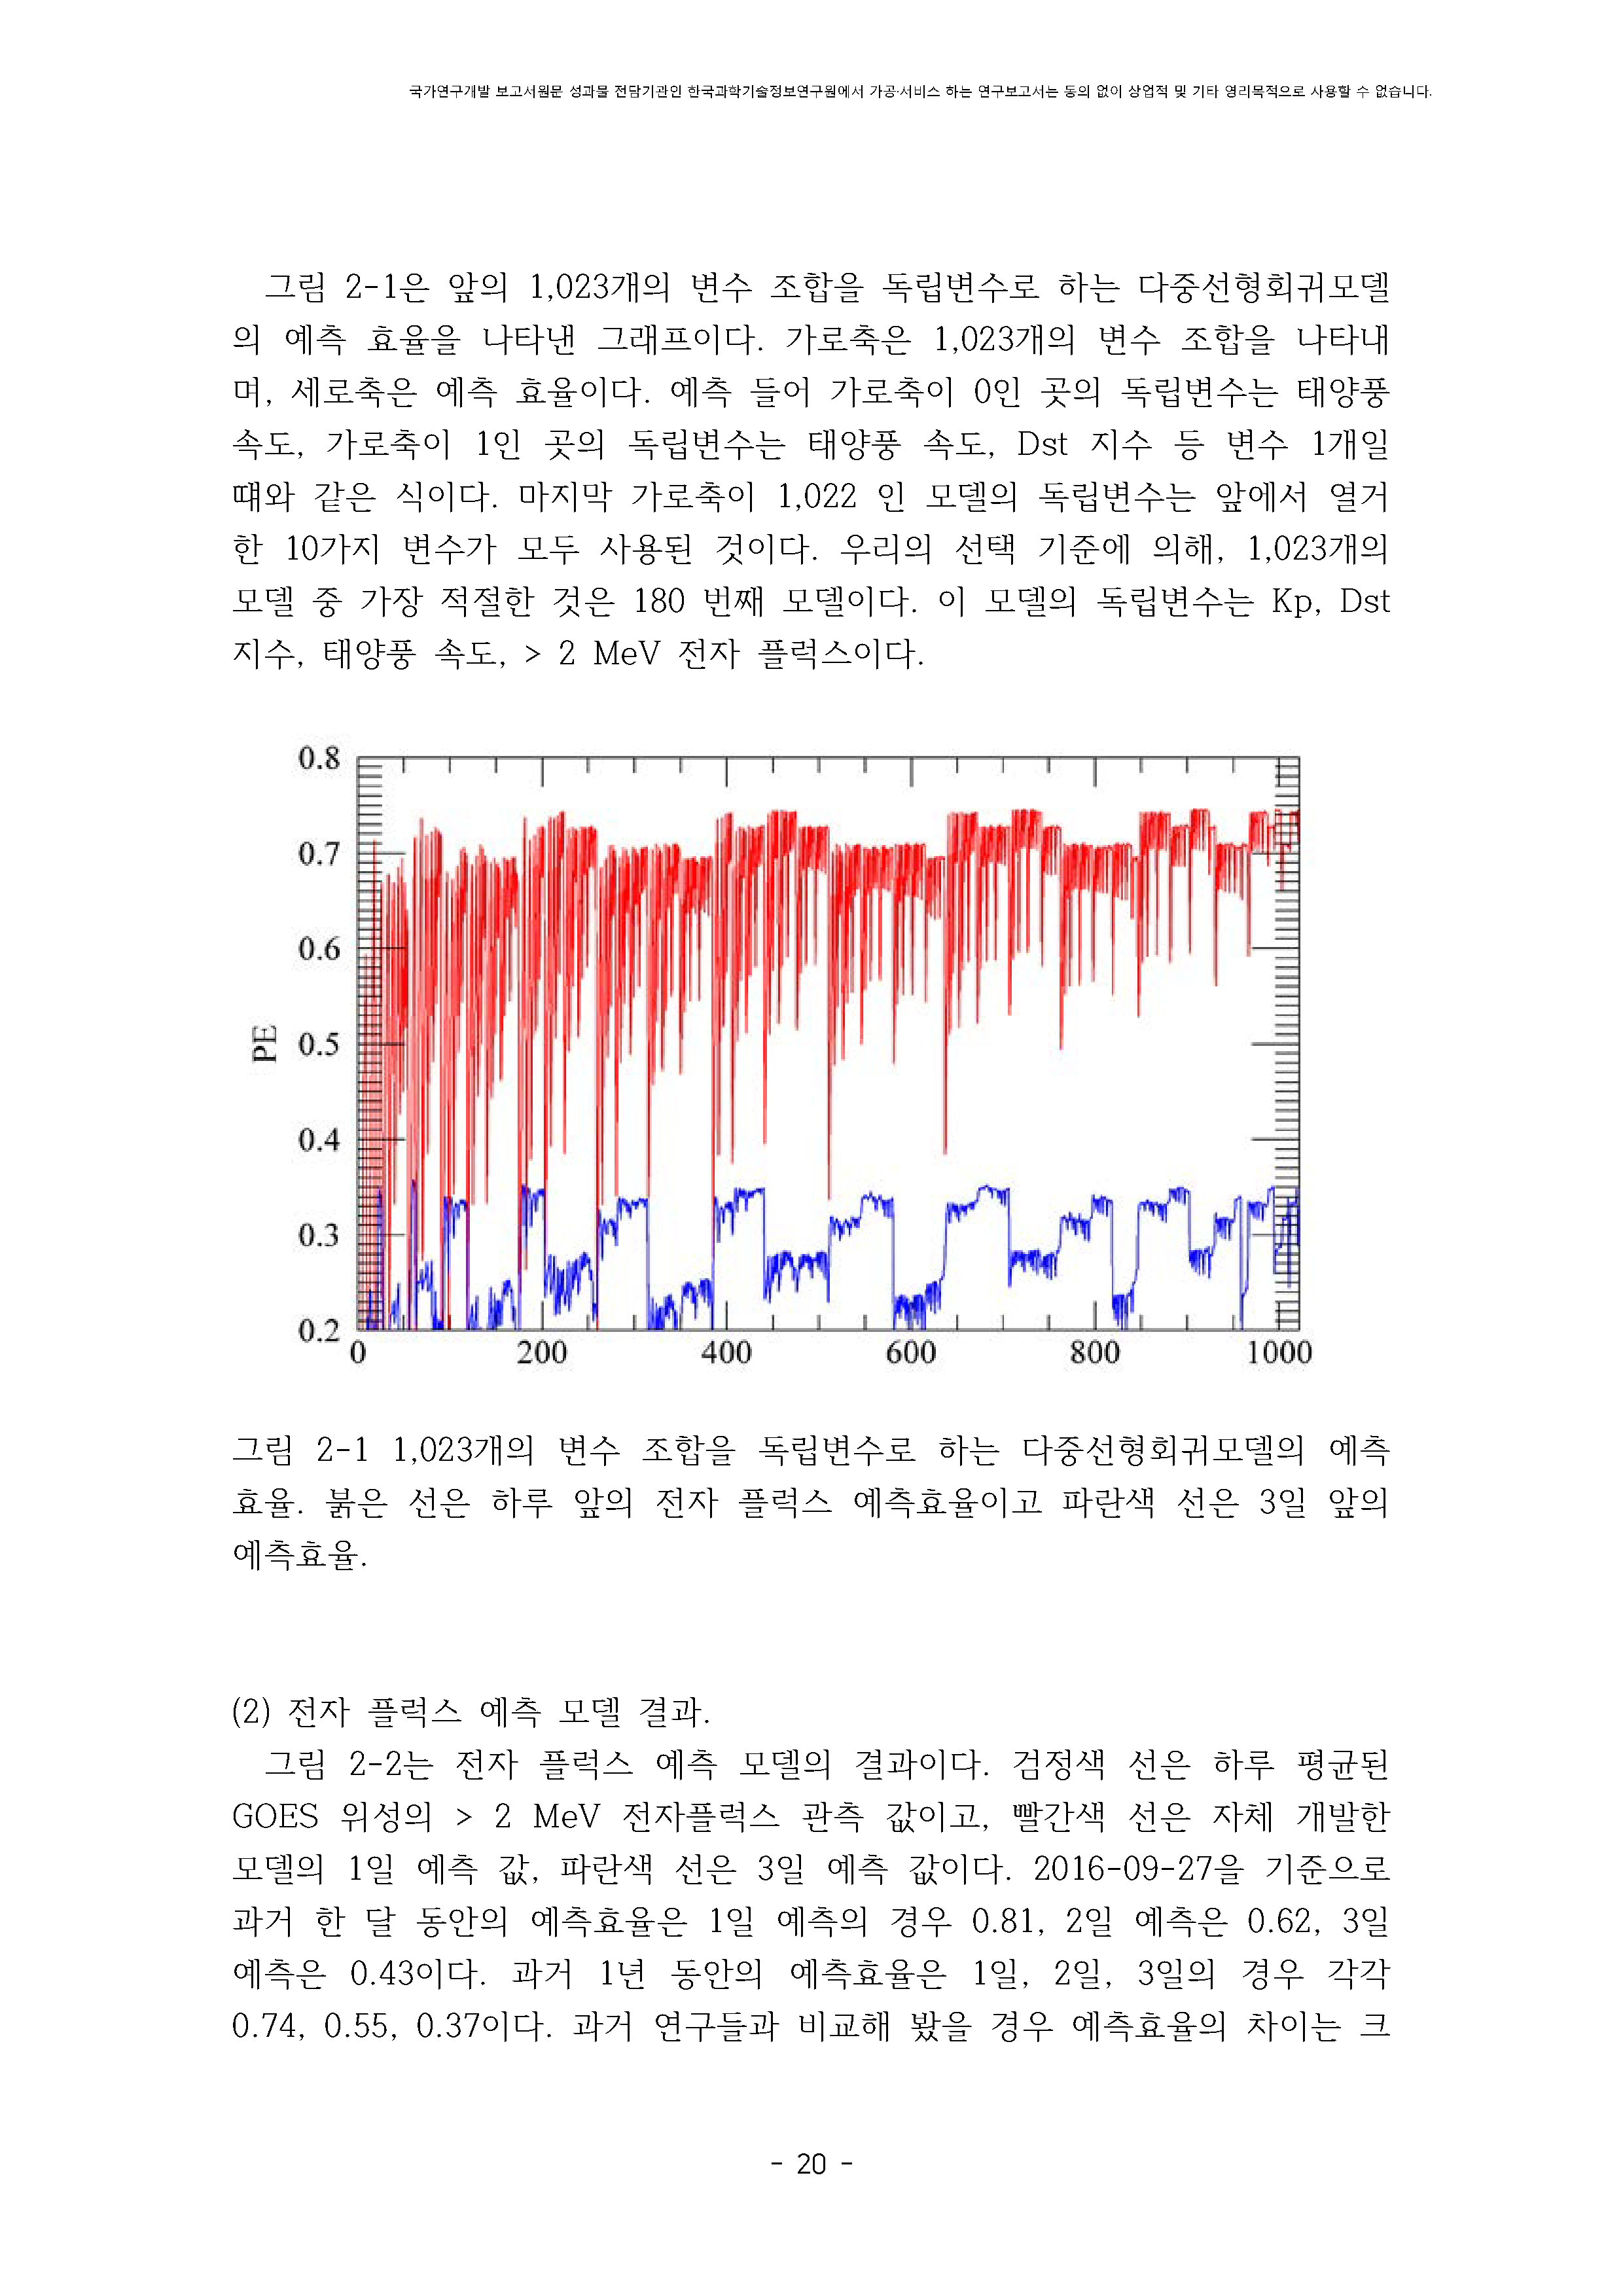 국가연구개발 보고서원문 성과물 전담기관인 한국과학기술정보연구원에서 가공·서비스 하는 연구보고서는 동의 없이 상업적 및 기타 영리목적으로 사용할 수 없습니다.
그림 2-1은 앞의 1,023개의 변수 조합을 독립변수로 하는 다중선형회귀모델
의 예측 효율을 나타낸 그래프이다. 가로축은 1,023개의 변수 조합을 나타내
며, 세로축은 예측 효율이다. 예측 들어 가로축이 0인 곳의 독립변수는 태양풍
속도, 가로축이 1인 곳의 독립변수는 태양풍 속도, Dst 지수 등 변수 1개일
때와 같은 식이다. 마지막 가로축이 1,022 인 모델의 독립변수는 앞에서 열거
한 10가지 변수가 모두 사용된 것이다. 우리의 선택 기준에 의해, 1,023개의
모델 중 가장 적절한 것은 180 번째 모델이다. 이 모델의 독립변수는 Kp, Dst
지수, 태양풍 속도, > 2 MeV 전자 플럭스이다.
0.8
0.7
0.6
PE
0.5
0.4
0.3
0.2
0 200 400 600 800 1000
그림 2-1 1,023개의 변수 조합을 독립변수로 하는 다중선형회귀모델의 예측
효율. 붉은 선은 하루 앞의 전자 플럭스 예측효율이고 파란색 선은 3일 앞의
예측효율.
(2) 전자 플럭스 예측 모델 결과.
그림 2-2는 전자 플럭스 예측 모델의 결과이다. 검정색 선은 하루 평균된
GOES 위성의 > 2 MeV 전자플럭스 관측 값이고, 빨간색 선은 자체 개발한
모델의 1일 예측 값, 파란색 선은 3일 예측 값이다. 2016-09-27을 기준으로
과거 한 달 동안의 예측효율은 1일 예측의 경우 0.81, 2일 예측은 0.62, 3일
예측은 0.43이다. 과거 1년 동안의 예측효율은 1일, 2일, 3일의 경우 각각
0.74, 0.55, 0.37이다. 과거 연구들과 비교해 봤을 경우 예측효율의 차이는 크
- 20 -